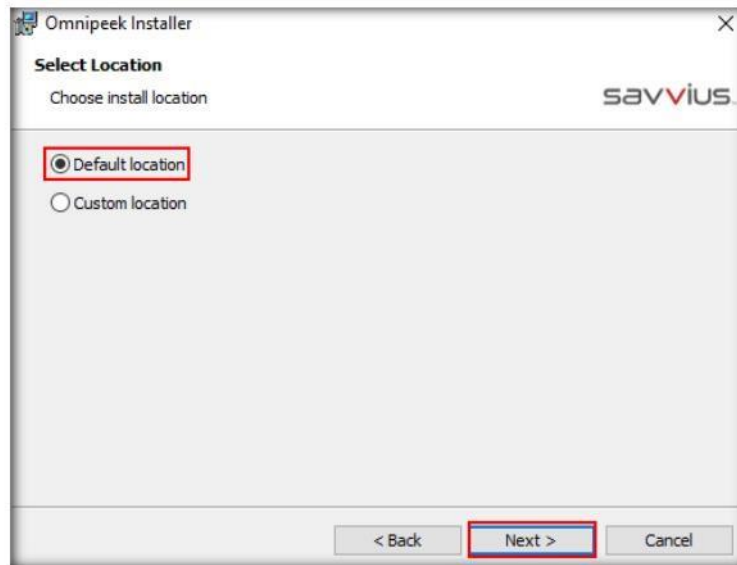 Omnipeek Installer
Select Location
Choose install location
savvius
Default location
Custom location
< Back
Next >
Cancel